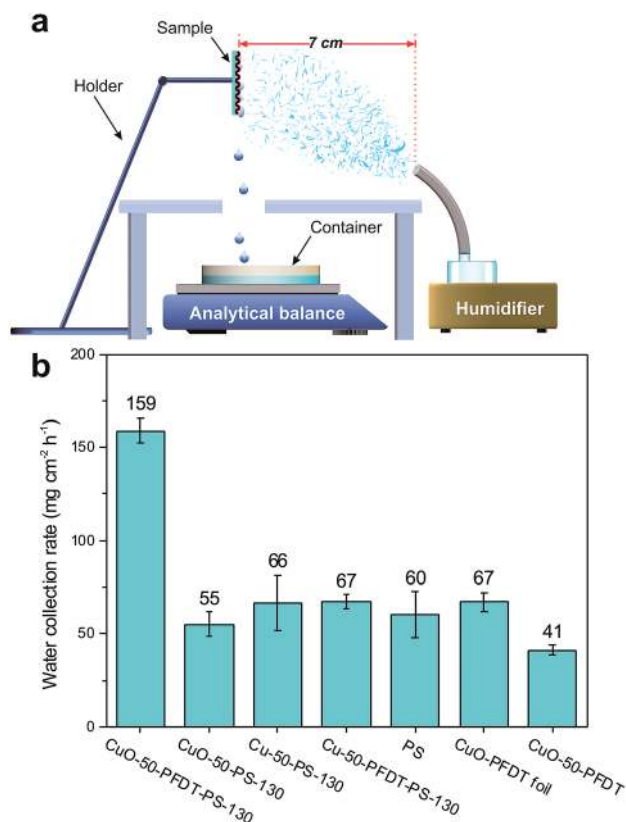 a
Sample
7 cm
Holder
Container
Analytical balance
Humidifier
b
Water collection rate (mg cm⁻² h⁻¹)
200
150
100
50
0
159
55
66
67
60
67
41
CuO-50-PFDT-PS-130
CuO-50-PS-130
Cu-50-PS-130
Cu-50-PFDT-PS-130
PS
CuO-PFDT foil
CuO-50-PFDT